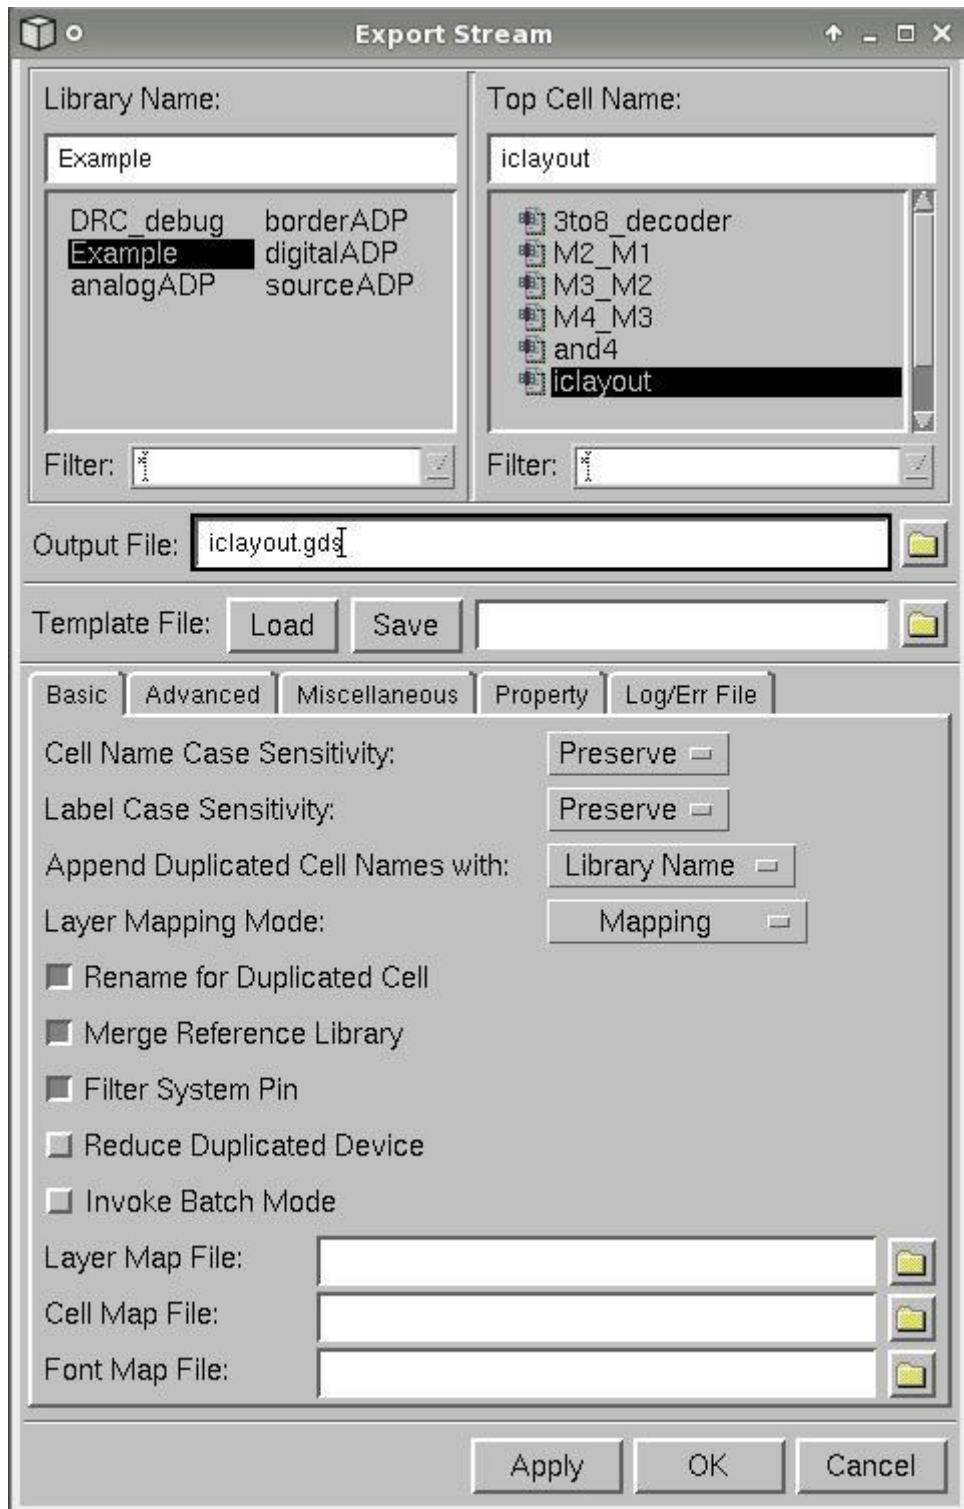 Export Stream
Library Name:
Example
DRC_debug borderADP
Example digitalADP
analogADP sourceADP
Filter: *
Top Cell Name:
iclayout
3to8_decoder
M2_M1
M3_M2
M4_M3
and4
iclayout
Filter: *
Output File: iclayout.gds
Template File: Load Save
Basic Advanced Miscellaneous Property Log/Err File
Cell Name Case Sensitivity: Preserve
Label Case Sensitivity: Preserve
Append Duplicated Cell Names with: Library Name
Layer Mapping Mode: Mapping
Rename for Duplicated Cell
Merge Reference Library
Filter System Pin
Reduce Duplicated Device
Invoke Batch Mode
Layer Map File:
Cell Map File:
Font Map File:
Apply OK Cancel